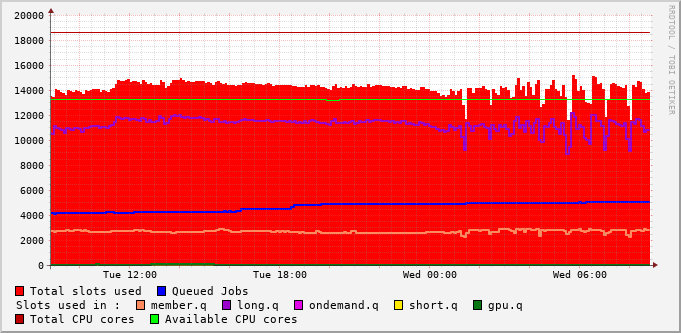 20000
18000
16000
14000
12000
10000
8000
6000
4000
2000
0
Tue 12:00 Tue 18:00 Wed 00:00 Wed 06:00
Total slots used Queued Jobs
Slots used in : member.q long.q ondemand.q short.q gpu.q
Total CPU cores Available CPU cores
RRDTOOL / TOBI OETIKER